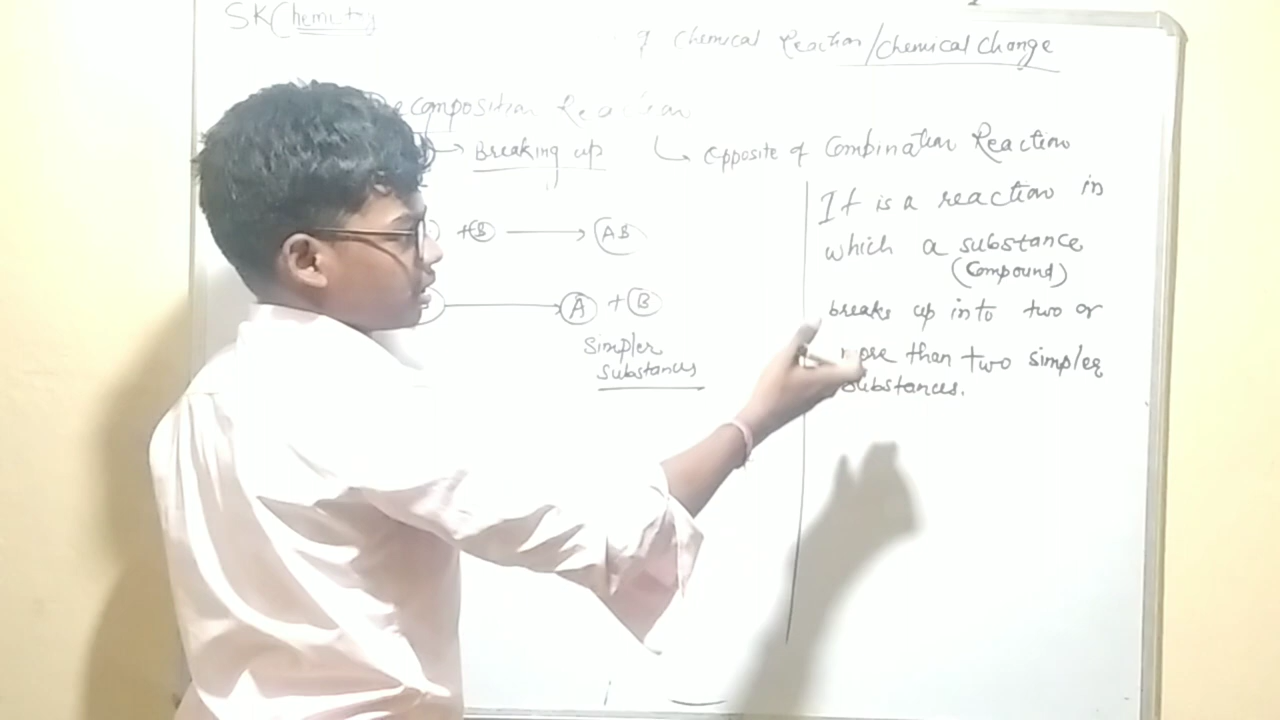 SK Chemistry
Chemical Reaction/Chemical Change
Decomposition Reaction
→ Breaking up
Opposite of Combination Reaction
+ B → AB
→ A + B
Simpler
substances
It is a reaction in
which a substance
(Compound)
breaks up into two or
more than two simpler
substances.